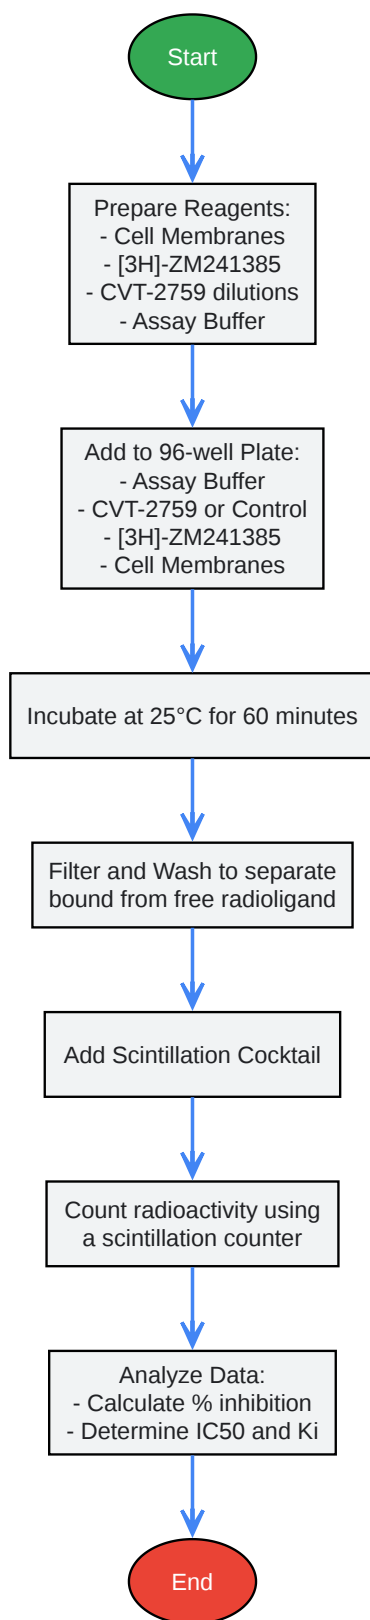 Start
Prepare Reagents:
- Cell Membranes
- [3H]-ZM241385
- CVT-2759 dilutions
- Assay Buffer
Add to 96-well Plate:
- Assay Buffer
- CVT-2759 or Control
- [3H]-ZM241385
- Cell Membranes
Incubate at 25°C for 60 minutes
Filter and Wash to separate
bound from free radioligand
Add Scintillation Cocktail
Count radioactivity using
a scintillation counter
Analyze Data:
- Calculate % inhibition
- Determine IC50 and Ki
End